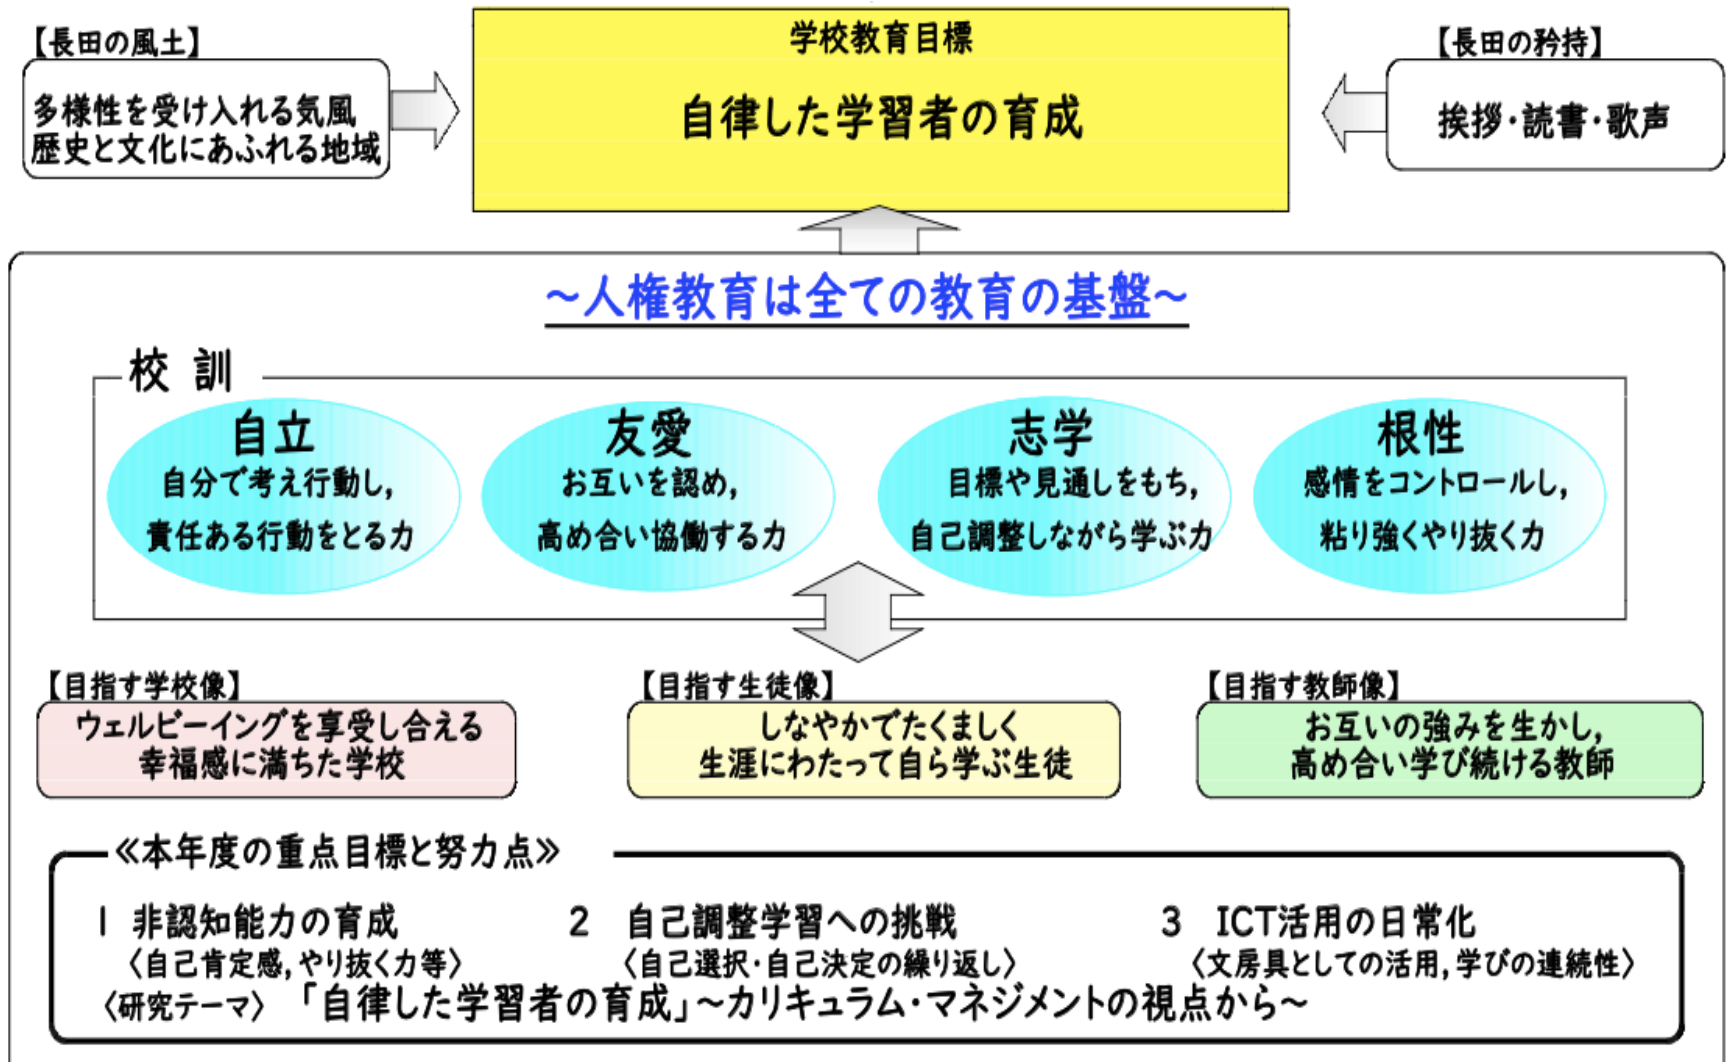 【長田の風土】
多様性を受け入れる気風
歴史と文化にあふれる地域
学校教育目標
自律した学習者の育成
【長田の矜持】
挨拶・読書・歌声
～人権教育は全ての教育の基盤～
校 訓
自立
自分で考え行動し,
責任ある行動をとる力
友愛
お互いを認め,
高め合い協働する力
志学
目標や見通しをもち,
自己調整しながら学ぶ力
根性
感情をコントロールし,
粘り強くやり抜く力
【目指す学校像】
ウェルビーイングを享受し合える
幸福感に満ちた学校
【目指す生徒像】
しなやかでたくましく
生涯にわたって自ら学ぶ生徒
【目指す教師像】
お互いの強みを生かし,
高め合い学び続ける教師
≪本年度の重点目標と努力点≫
1 非認知能力の育成
〈自己肯定感,やり抜く力等〉
2 自己調整学習への挑戦
〈自己選択・自己決定の繰り返し〉
3 ICT活用の日常化
〈文房具としての活用,学びの連続性〉
〈研究テーマ〉 「自律した学習者の育成」～カリキュラム・マネジメントの視点から～